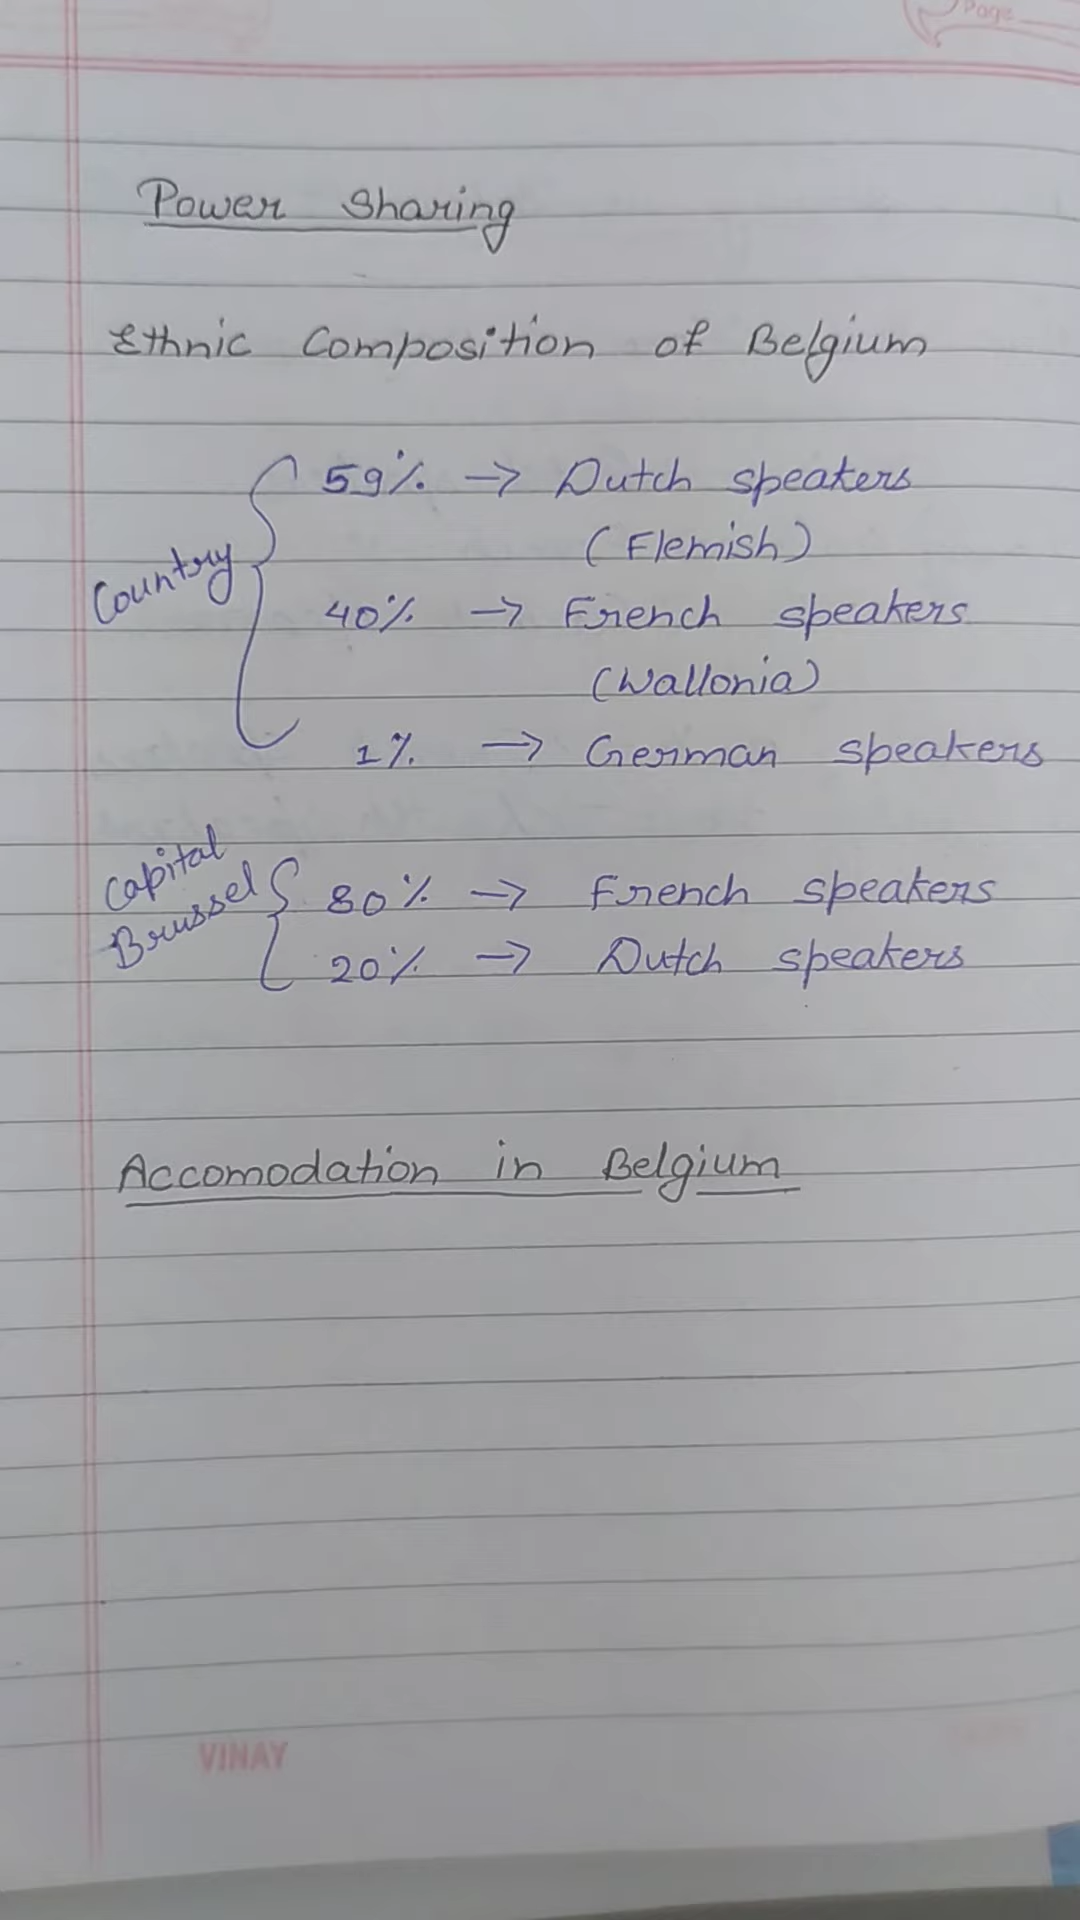 Page
Power Sharing
Ethnic Composition of Belgium
Country
59% → Dutch speakers
(Flemish)
40% → French speakers
(Wallonia)
1% → German speakers
Capital
Brussel
80% → French speakers
20% → Dutch speakers
Accomodation in Belgium
VINAY